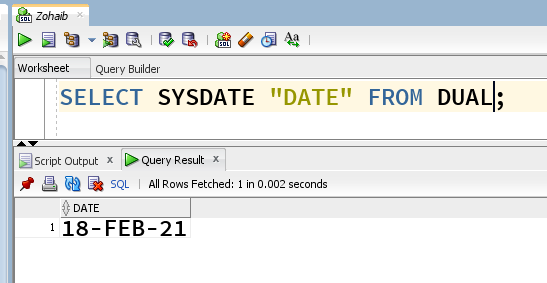 Zohaib
Worksheet Query Builder
SELECT SYSDATE "DATE" FROM DUAL;
Script Output x Query Result x
SQL All Rows Fetched: 1 in 0.002 seconds
DATE
1 18-FEB-21